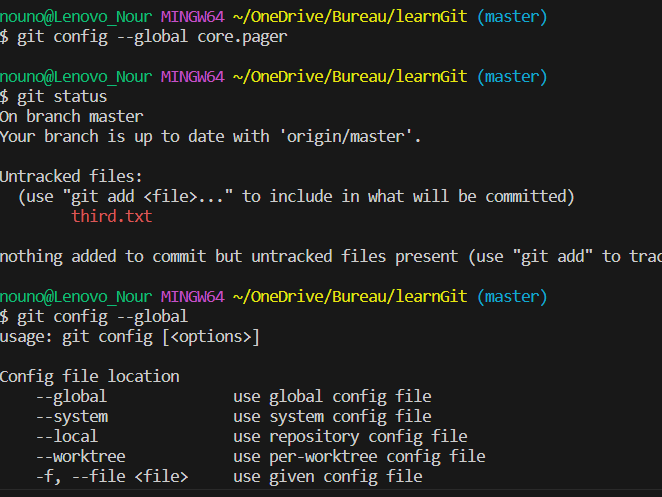 nouno@Lenovo_Nour MINGW64 ~/OneDrive/Bureau/learnGit (master)
$ git config --global core.pager
nouno@Lenovo_Nour MINGW64 ~/OneDrive/Bureau/learnGit (master)
$ git status
On branch master
Your branch is up to date with 'origin/master'.
Untracked files:
(use "git add <file>..." to include in what will be committed)
third.txt
nothing added to commit but untracked files present (use "git add" to trac
nouno@Lenovo_Nour MINGW64 ~/OneDrive/Bureau/learnGit (master)
$ git config --global
usage: git config [<options>]
Config file location
--global use global config file
--system use system config file
--local use repository config file
--worktree use per-worktree config file
-f, --file <file> use given config file